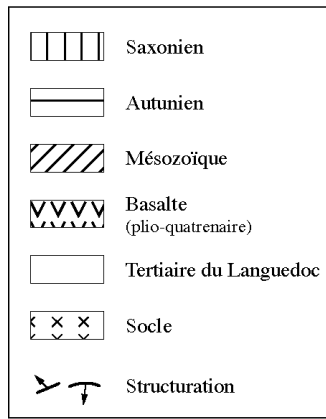 Saxonien
Autunien
Mésozoïque
Basalte
(plio-quatrenaire)
Tertiaire du Languedoc
Socle
Structuration